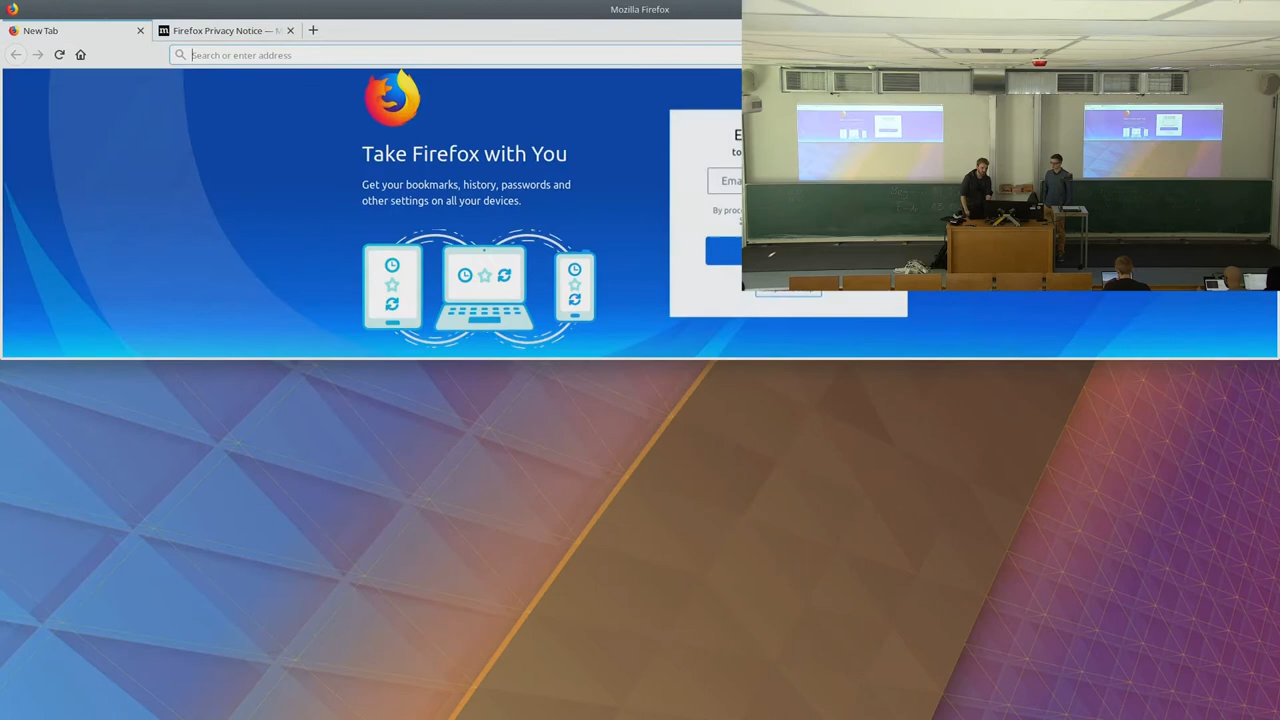 Mozilla Firefox
New Tab
m Firefox Privacy Notice — M
Search or enter address
Take Firefox with You
Get your bookmarks, history, passwords and
other settings on all your devices.
E
to
Ema
By proc